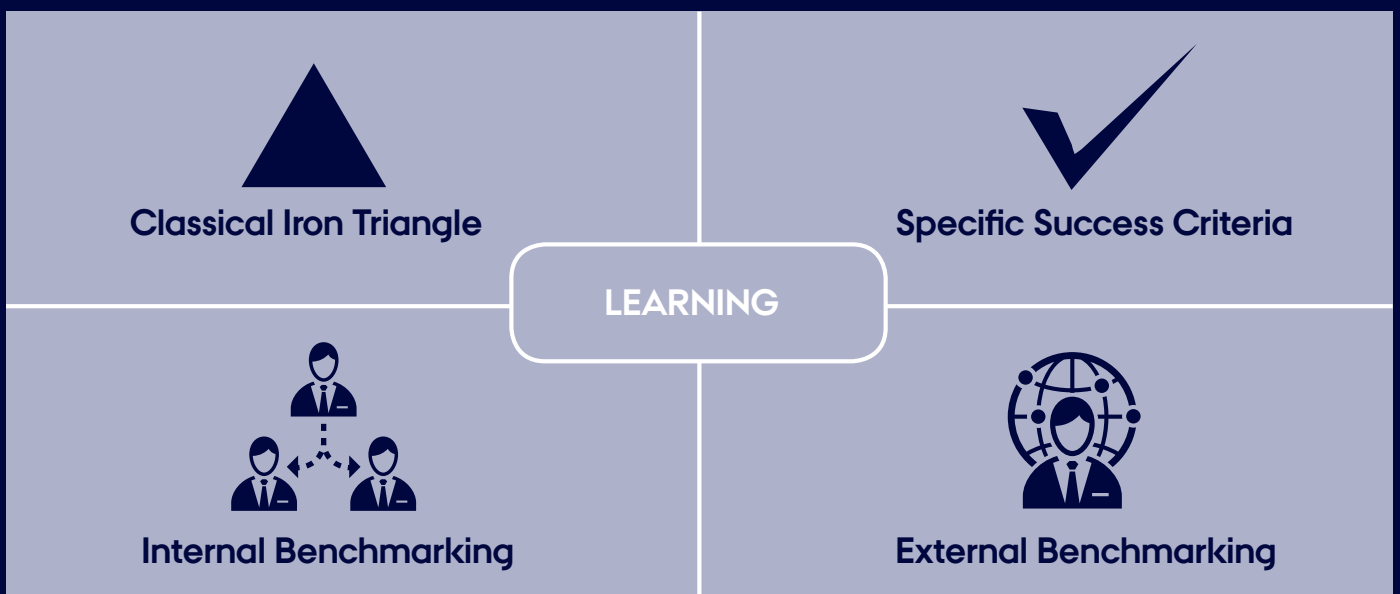 Classical Iron Triangle
Specific Success Criteria
LEARNING
Internal Benchmarking
External Benchmarking